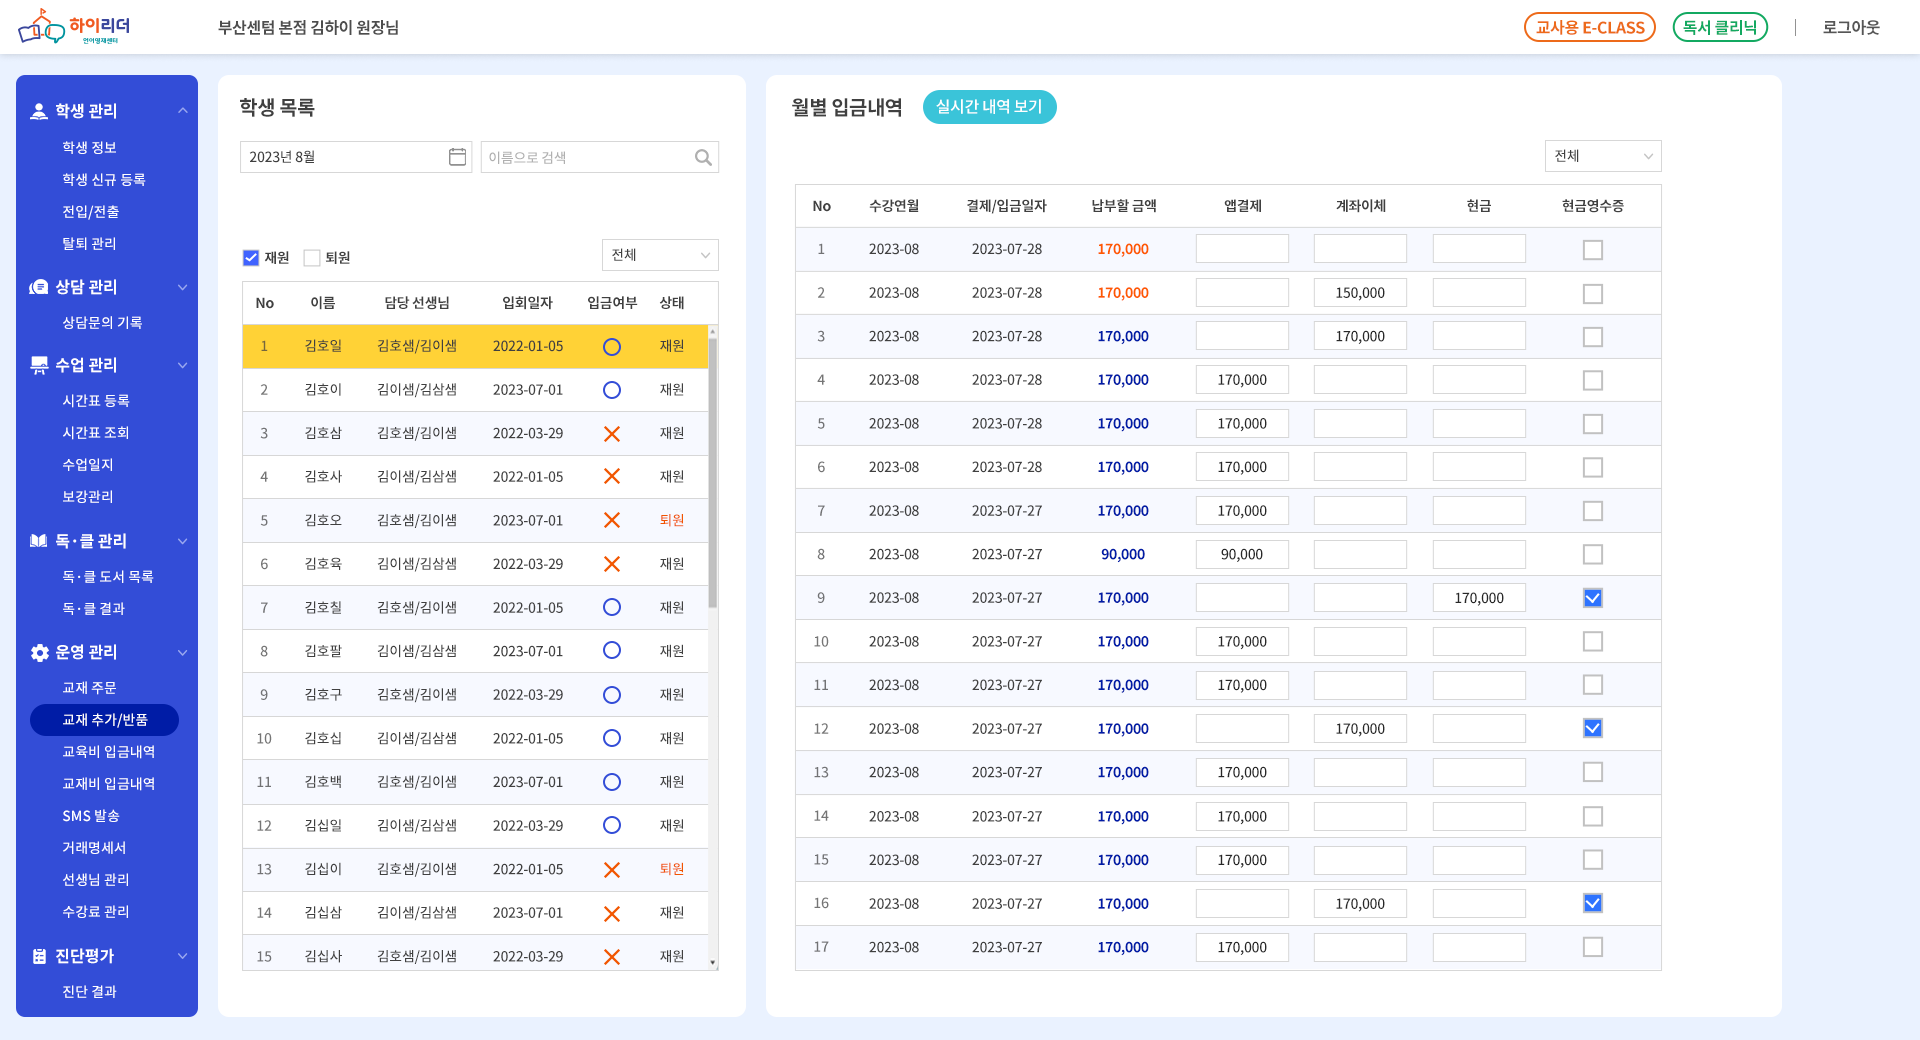 하이리더
언어영재센터
부산센텀 본점 김하이 원장님
교사용 E-CLASS
독서 클리닉
로그아웃
학생 관리
학생 정보
학생 신규 등록
전입/전출
탈퇴 관리
상담 관리
상담문의 기록
수업 관리
시간표 등록
시간표 조회
수업일지
보강관리
독·클 관리
독·클 도서 목록
독·클 결과
운영 관리
교재 주문
교재 추가/반품
교육비 입금내역
교재비 입금내역
SMS 발송
거래명세서
선생님 관리
수강료 관리
진단평가
진단 결과
학생 목록
2023년 8월
이름으로 검색
재원 퇴원 전체
No 이름 담당 선생님 입회일자 입금여부 상태
1 김호일 김호샘/김이샘 2022-01-05 재원
2 김호이 김이샘/김삼샘 2023-07-01 재원
3 김호삼 김호샘/김이샘 2022-03-29 재원
4 김호사 김이샘/김삼샘 2022-01-05 재원
5 김호오 김호샘/김이샘 2023-07-01 퇴원
6 김호육 김이샘/김삼샘 2022-03-29 재원
7 김호칠 김호샘/김이샘 2022-01-05 재원
8 김호팔 김이샘/김삼샘 2023-07-01 재원
9 김호구 김호샘/김이샘 2022-03-29 재원
10 김호십 김이샘/김삼샘 2022-01-05 재원
11 김호백 김호샘/김이샘 2023-07-01 재원
12 김십일 김이샘/김삼샘 2022-03-29 재원
13 김십이 김호샘/김이샘 2022-01-05 퇴원
14 김십삼 김이샘/김삼샘 2023-07-01 재원
15 김십사 김호샘/김이샘 2022-03-29 재원
월별 입금내역
실시간 내역 보기
전체
No 수강연월 결제/입금일자 납부할 금액 앱결제 계좌이체 현금 현금영수증
1 2023-08 2023-07-28 170,000
2 2023-08 2023-07-28 170,000 150,000
3 2023-08 2023-07-28 170,000 170,000
4 2023-08 2023-07-28 170,000 170,000
5 2023-08 2023-07-28 170,000 170,000
6 2023-08 2023-07-28 170,000 170,000
7 2023-08 2023-07-27 170,000 170,000
8 2023-08 2023-07-27 90,000 90,000
9 2023-08 2023-07-27 170,000 170,000
10 2023-08 2023-07-27 170,000 170,000
11 2023-08 2023-07-27 170,000 170,000
12 2023-08 2023-07-27 170,000 170,000
13 2023-08 2023-07-27 170,000 170,000
14 2023-08 2023-07-27 170,000 170,000
15 2023-08 2023-07-27 170,000 170,000
16 2023-08 2023-07-27 170,000 170,000
17 2023-08 2023-07-27 170,000 170,000